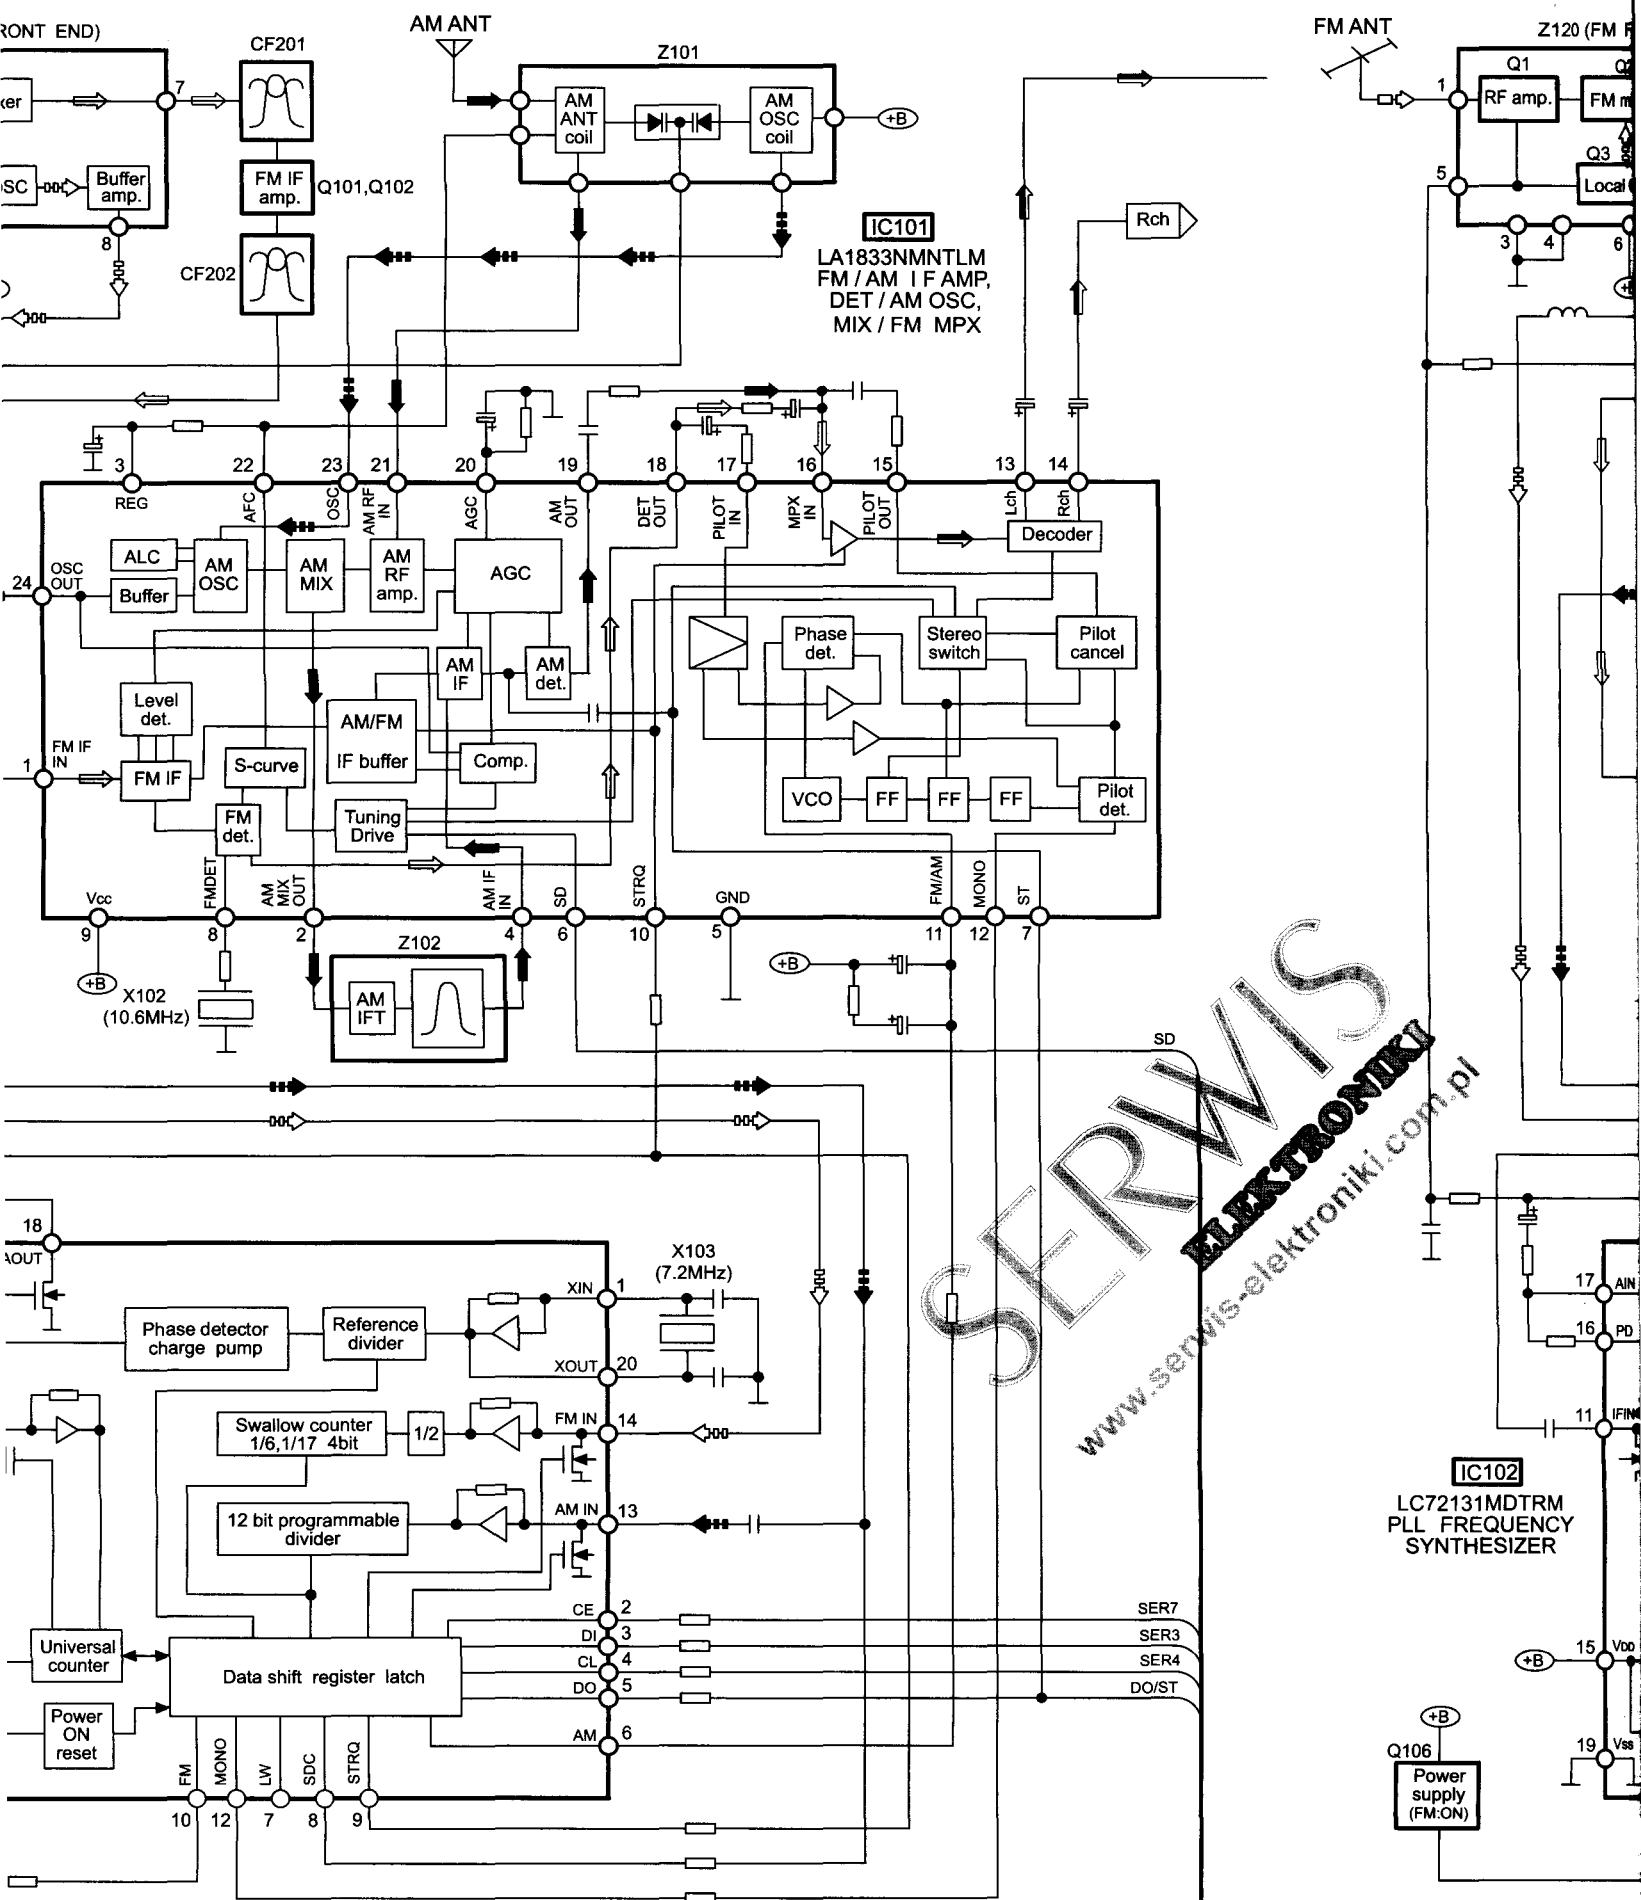 RONT END)
CF201
AM ANT
Z101
FM ANT
Z120 (FM
7
AM
ANT
coil
AM
OSC
coil
+B
1
Q1
RF amp.
FM
Q3
Local
5
3
4
6
Buffer
amp.
8
FM IF
amp.
Q101,Q102
CF202
IC101
LA1833NMNTLM
FM / AM I F AMP,
DET / AM OSC,
MIX / FM MPX
Rch
3
22
23
21
20
19
18
17
16
15
13
14
REG
AFC
OSC
AM RF
IN
AGC
AM
OUT
DET
OUT
PILOT
IN
MPX
IN
PILOT
OUT
Lch
Rch
24
OSC
OUT
ALC
Buffer
AM
OSC
AM
MIX
AM
RF
amp.
AGC
Decoder
Level
det.
AM
IF
AM
det.
Phase
det.
Stereo
switch
Pilot
cancel
1
FM IF
IN
FM IF
S-curve
AM/FM
IF buffer
Comp.
FM
det.
Tuning
Drive
VCO
FF
FF
FF
Pilot
det.
Vcc
FMDET
AM
MIX
OUT
AM IF
IN
SD
STRQ
GND
FM/AM
MONO
ST
9
8
2
4
6
10
5
11
12
7
+B
X102
(10.6MHz)
Z102
AM
IFT
+B
SD
SERWIS
ELEKTRONIKI
www.serwis-elektroniki.com.pl
18
AOUT
XIN
1
X103
(7.2MHz)
Phase detector
charge pump
Reference
divider
XOUT
20
Swallow counter
1/6,1/17 4bit
1/2
FM IN
14
12 bit programmable
divider
AM IN
13
CE
2
SER7
DI
3
SER3
CL
4
SER4
DO
5
DO/ST
AM
6
Universal
counter
Data shift register latch
Power
ON
reset
FM
MONO
LW
SDC
STRQ
10
12
7
8
9
17
AIN
16
PD
11
IFIN
IC102
LC72131MDTRM
PLL FREQUENCY
SYNTHESIZER
+B
15
VDD
19
Vss
+B
Q106
Power
supply
(FM:ON)